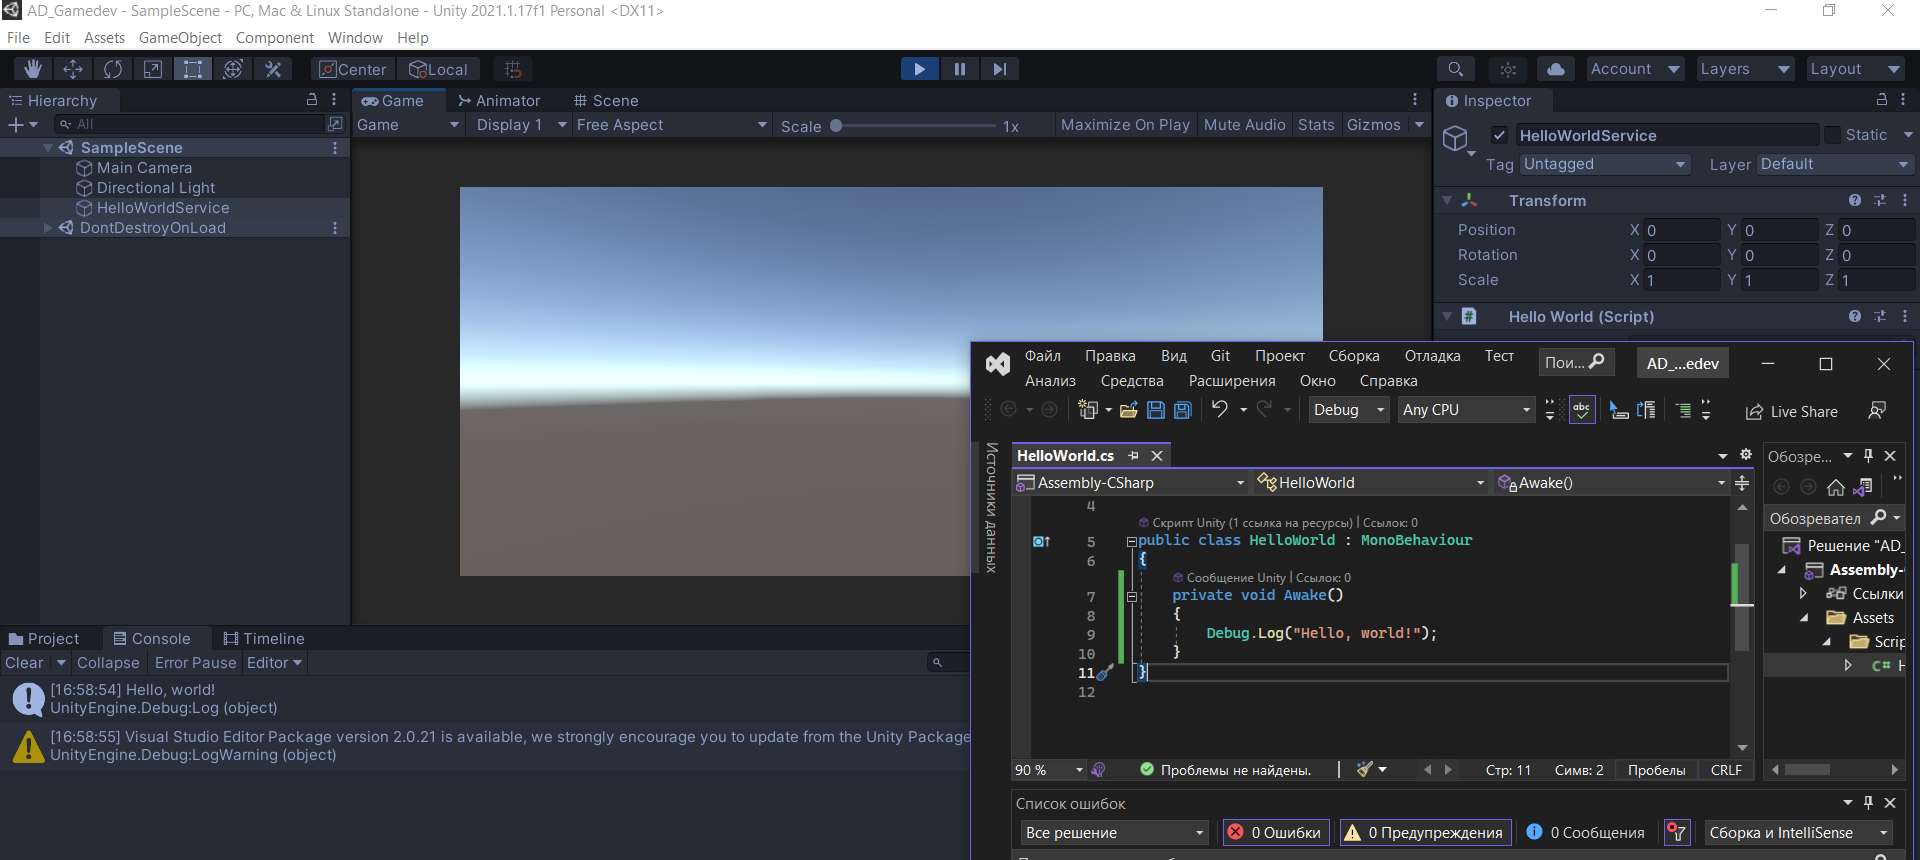 AD_Gamedev - SampleScene - PC, Mac & Linux Standalone - Unity 2021.1.17f1 Personal <DX11>
File Edit Assets GameObject Component Window Help
Center Local Account Layers Layout
Hierarchy
All
SampleScene
Main Camera
Directional Light
HelloWorldService
DontDestroyOnLoad
Game Animator Scene
Game Display 1 Free Aspect Scale 1x Maximize On Play Mute Audio Stats Gizmos
Inspector
HelloWorldService Static
Tag Untagged Layer Default
Transform
Position X 0 Y 0 Z 0
Rotation X 0 Y 0 Z 0
Scale X 1 Y 1 Z 1
Hello World (Script)
Project Console Timeline
Clear Collapse Error Pause Editor
[16:58:54] Hello, world!
UnityEngine.Debug:Log (object)
[16:58:55] Visual Studio Editor Package version 2.0.21 is available, we strongly encourage you to update from the Unity Package
UnityEngine.Debug:LogWarning (object)
Файл Правка Вид Git Проект Сборка Отладка Тест Пои... AD_...edev
Анализ Средства Расширения Окно Справка
Debug Any CPU abc Live Share
Источники данных
HelloWorld.cs
Assembly-CSharp HelloWorld Awake()
4
Скрипт Unity (1 ссылка на ресурсы) | Ссылок: 0
5 public class HelloWorld : MonoBehaviour
6 {
Сообщение Unity | Ссылок: 0
7 private void Awake()
8 {
9 Debug.Log("Hello, world!");
10 }
11 }
12
90 % Проблемы не найдены. Стр: 11 Симв: 2 Пробелы CRLF
Обозре...
Обозревател
Решение "AD_
Assembly-
Ссылки
Assets
Scrip
C#
Список ошибок
Все решение 0 Ошибки 0 Предупреждения 0 Сообщения Сборка и IntelliSense